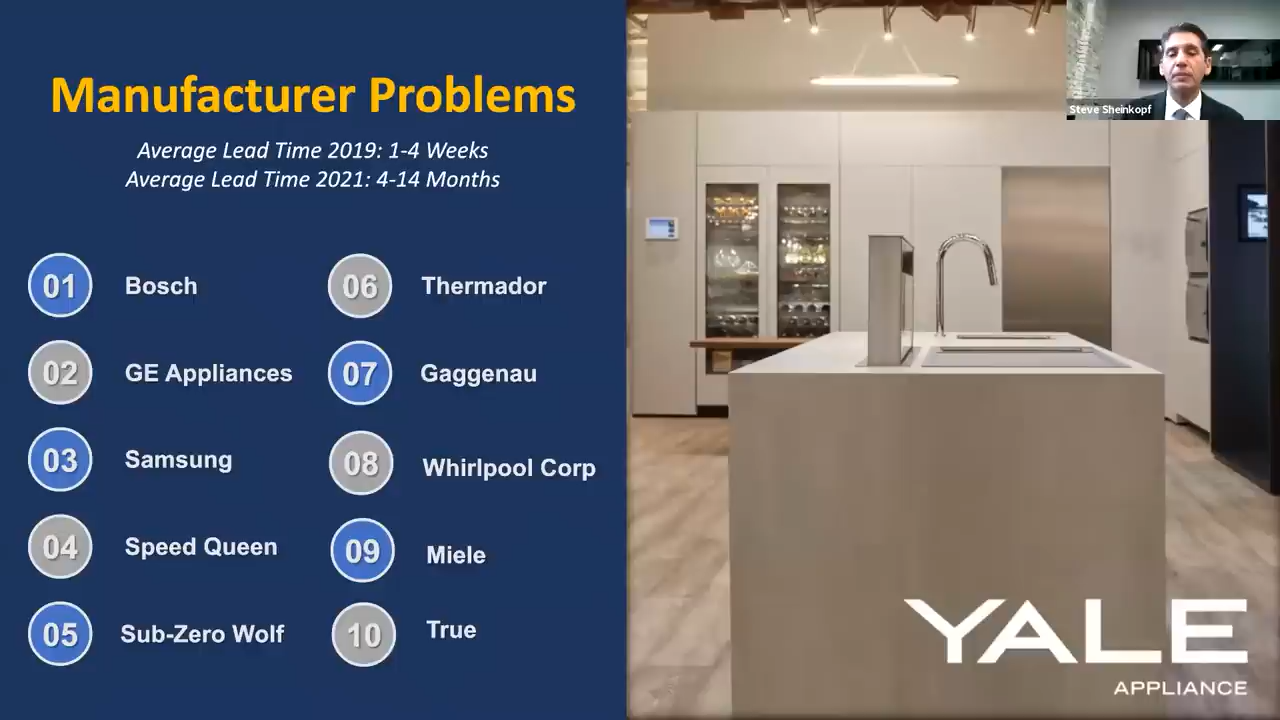 Manufacturer Problems
Average Lead Time 2019: 1-4 Weeks
Average Lead Time 2021: 4-14 Months
01 Bosch
02 GE Appliances
03 Samsung
04 Speed Queen
05 Sub-Zero Wolf
06 Thermador
07 Gaggenau
08 Whirlpool Corp
09 Miele
10 True
Steve Sheinkopf
YALE
APPLIANCE